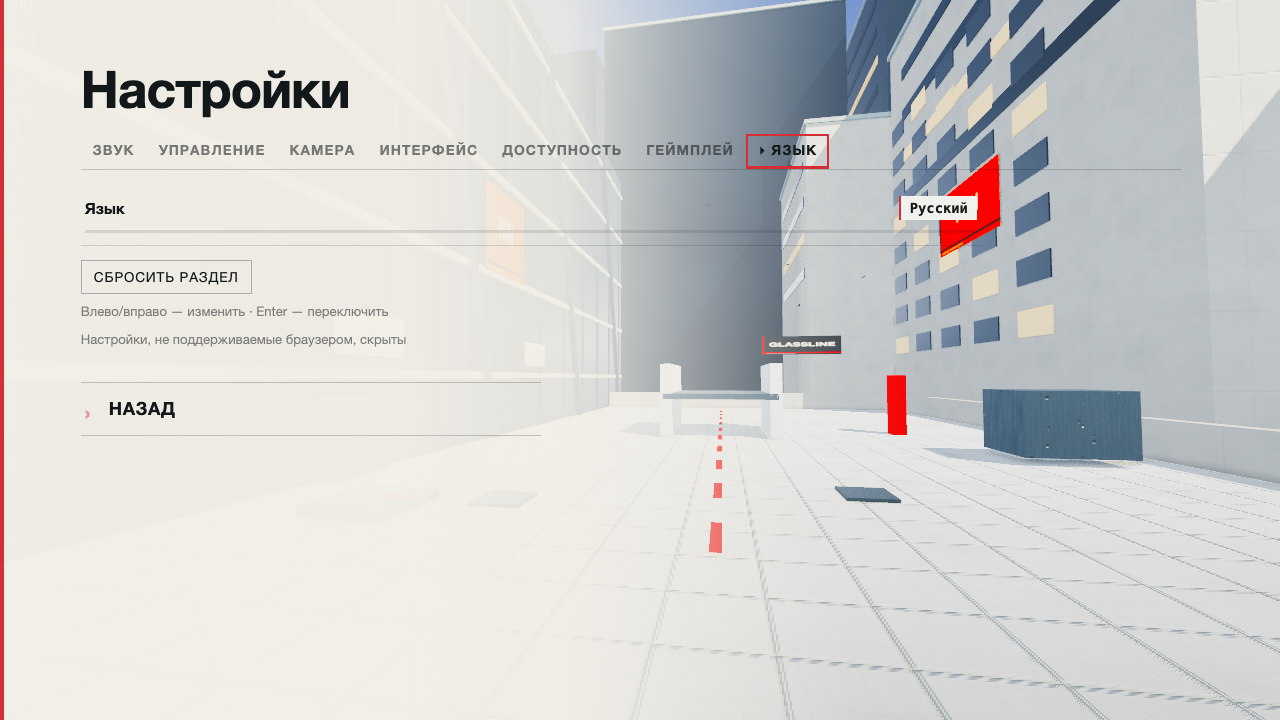 Настройки
ЗВУК УПРАВЛЕНИЕ КАМЕРА ИНТЕРФЕЙС ДОСТУПНОСТЬ ГЕЙМПЛЕЙ ЯЗЫК
Язык Русский
СБРОСИТЬ РАЗДЕЛ
Влево/вправо — изменить · Enter — переключить
Настройки, не поддерживаемые браузером, скрыты
GLASSLINE
НАЗАД